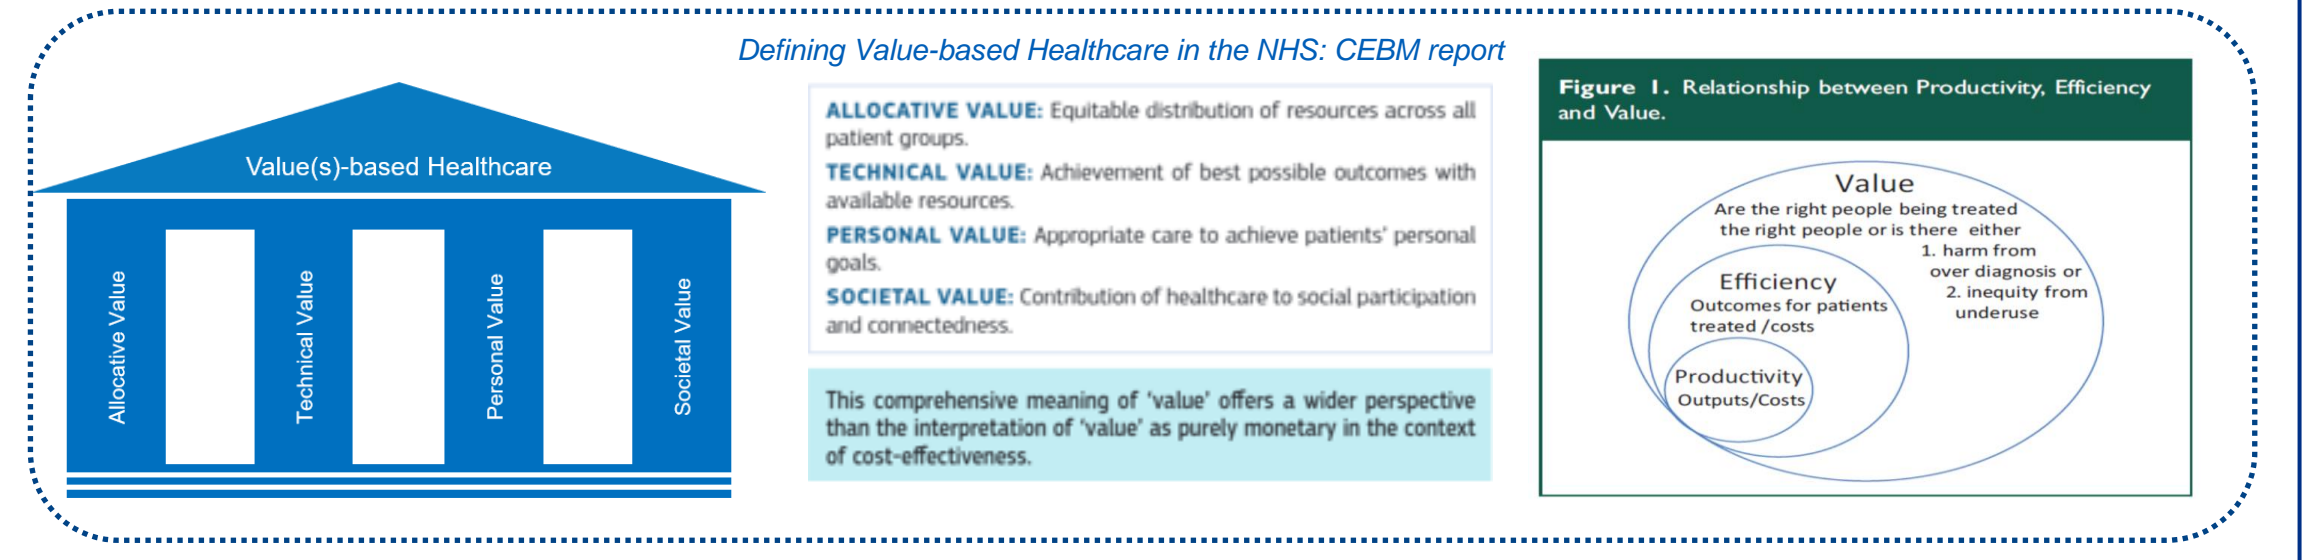 Defining Value-based Healthcare in the NHS: CEBM report
Value(s)-based Healthcare
Allocative Value
Technical Value
Personal Value
Societal Value
ALLOCATIVE VALUE: Equitable distribution of resources across all
patient groups.
TECHNICAL VALUE: Achievement of best possible outcomes with
available resources.
PERSONAL VALUE: Appropriate care to achieve patients' personal
goals.
SOCIETAL VALUE: Contribution of healthcare to social participation
and connectedness.
This comprehensive meaning of 'value' offers a wider perspective
than the interpretation of 'value' as purely monetary in the context
of cost-effectiveness.
Figure 1. Relationship between Productivity, Efficiency
and Value.
Value
Are the right people being treated
the right people or is there either
1. harm from
over diagnosis or
2. inequity from
underuse
Efficiency
Outcomes for patients
treated /costs
Productivity
Outputs/Costs